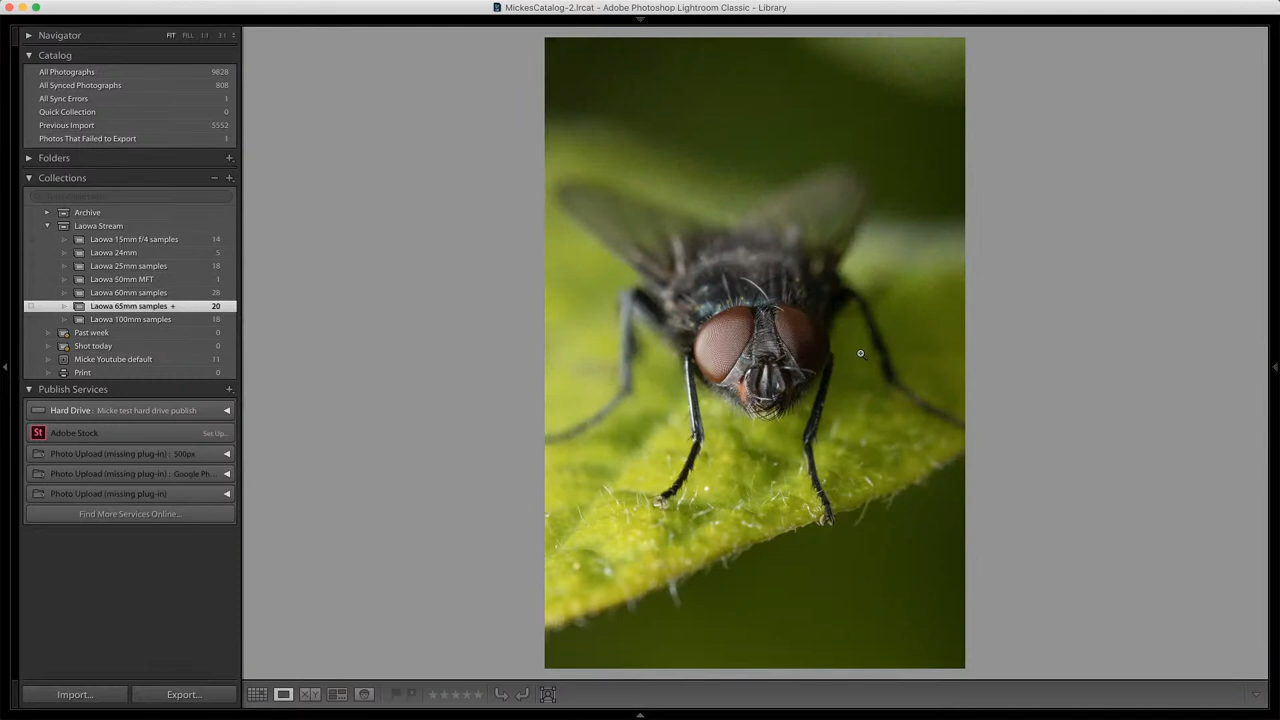 MickesCatalog-2.lrcat - Adobe Photoshop Lightroom Classic - Library
Navigator FIT FILL 1:1 3:1
Catalog
All Photographs 9828
All Synced Photographs 808
All Sync Errors 1
Quick Collection 0
Previous Import 5552
Photos That Failed to Export 1
Folders
Collections
Archive
Laowa Stream
Laowa 15mm f/4 samples 14
Laowa 24mm 5
Laowa 25mm samples 18
Laowa 50mm MFT 1
Laowa 60mm samples 28
Laowa 65mm samples + 20
Laowa 100mm samples 18
Past week 0
Shot today 0
Micke Youtube default 11
Print 0
Publish Services
Hard Drive : Micke test hard drive publish
St Adobe Stock Set Up...
Photo Upload (missing plug-in) : 500px
Photo Upload (missing plug-in) : Google Ph...
Photo Upload (missing plug-in)
Find More Services Online...
Import... Export... XY